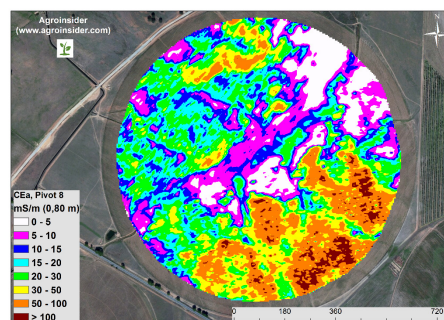 Agroinsider
(www.agroinsider.com)
N
CEa, Pivot 8
mS/m (0,80 m)
0 - 5
5 - 10
10 - 15
15 - 20
20 - 30
30 - 50
50 - 100
> 100
0 180 360 720